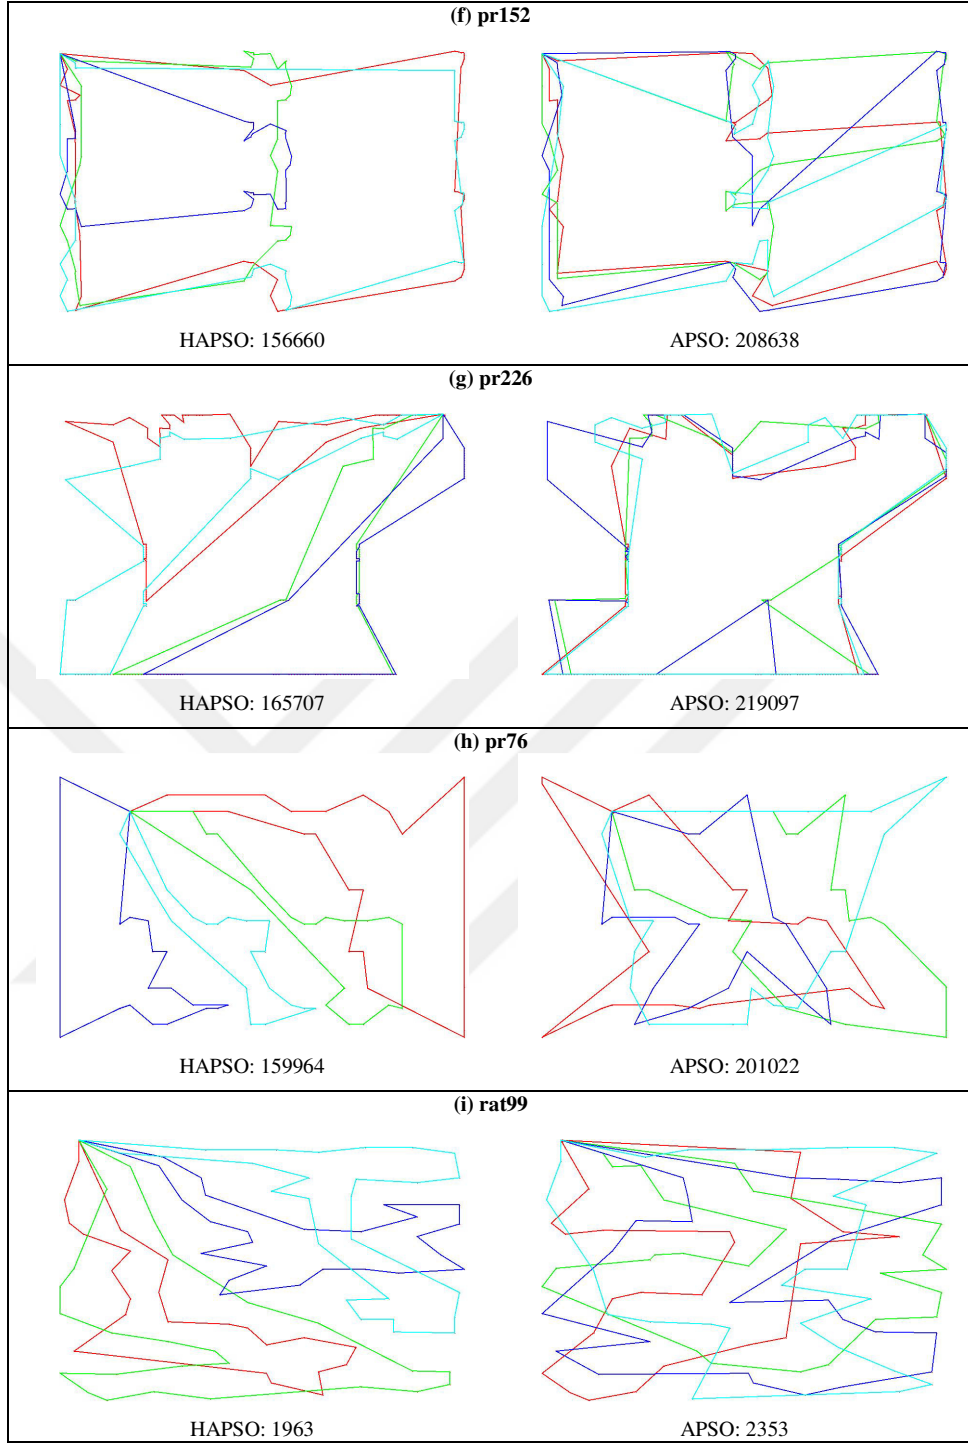 (f) pr152
HAPSO: 156660 APSO: 208638
(g) pr226
HAPSO: 165707 APSO: 219097
(h) pr76
HAPSO: 159964 APSO: 201022
(i) rat99
HAPSO: 1963 APSO: 2353